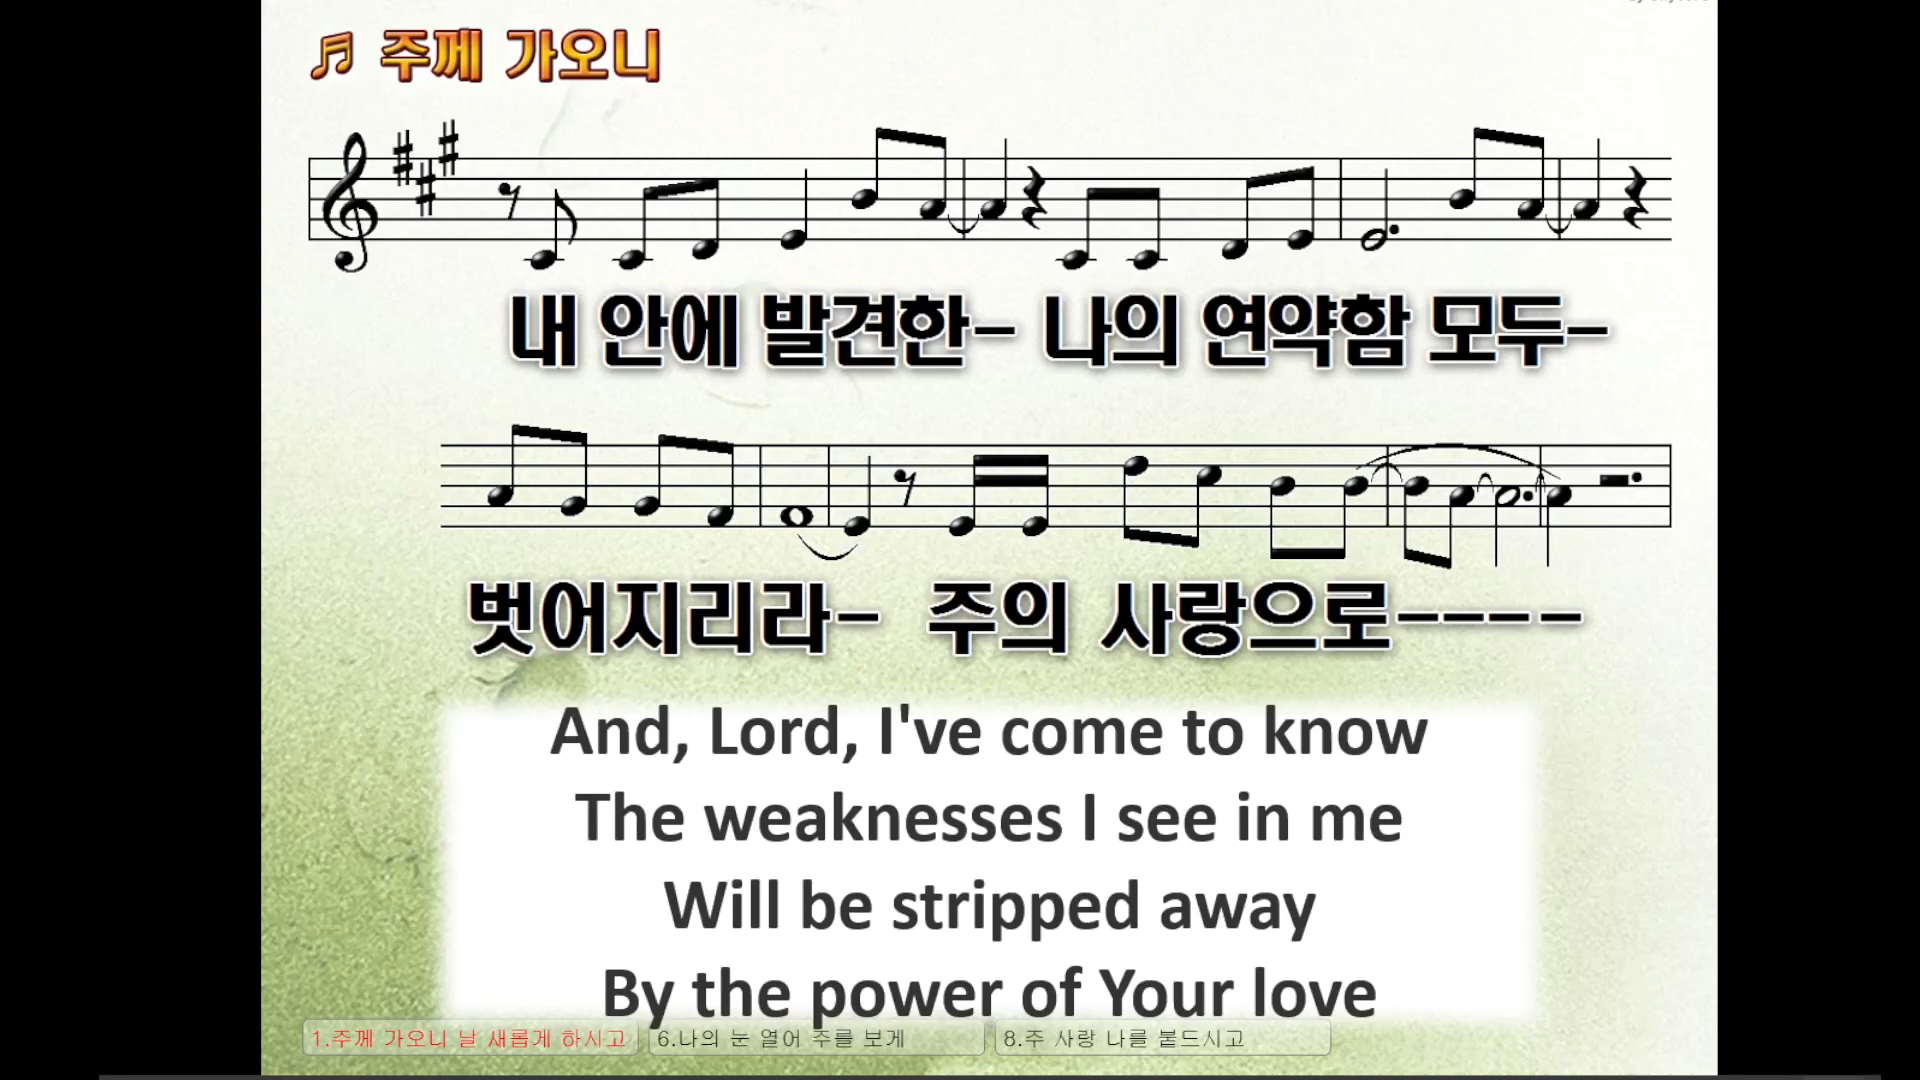 주께 가오니
내 안에 발견한- 나의 연약함 모두-
벗어지리라- 주의 사랑으로----
And, Lord, I've come to know
The weaknesses I see in me
Will be stripped away
By the power of Your love
1.주께 가오니 날 새롭게 하시고 6.나의 눈 열어 주를 보게 8.주 사랑 나를 붙드시고